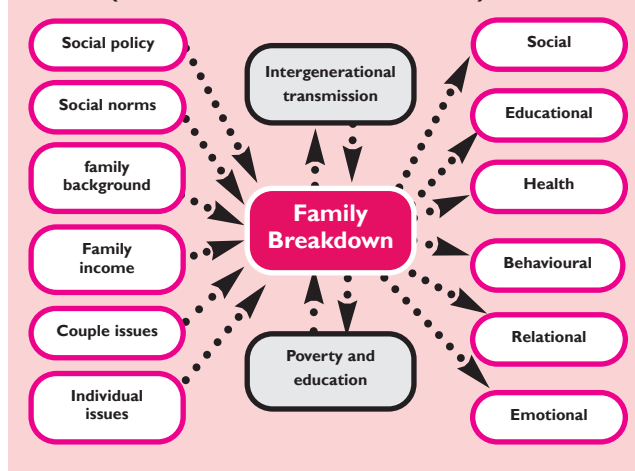 Social policy
Social norms
family
background
Family
income
Couple issues
Individual
issues
Intergenerational
transmission
Family
Breakdown
Poverty and
education
Social
Educational
Health
Behavioural
Relational
Emotional